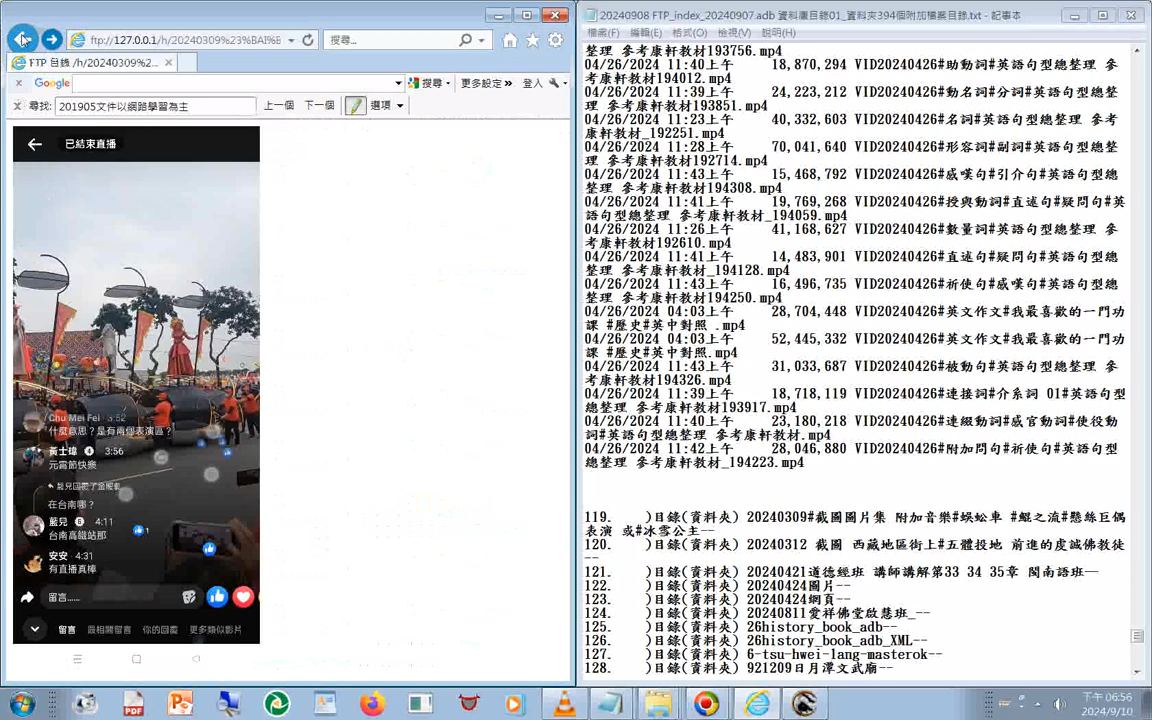 ftp://127.0.0.1/h/20240309%23%BAI%B
搜尋...
FTP 目錄 /h/20240309%2...
Google
搜尋
更多設定 »
登入
尋找: 201905文件以網路學習為主
上一個 下一個 選項
已結束直播
Chu Mei Fei 3:52
什麼意思？是有兩個表演區？
黃士瑋 3:56
元宵節快樂
在台南哪？
藍兒 4:11
台南高鐵站那
安安 4:31
有直播真棒
留言......
留言 最相關留言 你的回覆 更多類似影片
20240908 FTP_index_20240907.adb 資料庫目錄01_資料夾394個附加檔案目錄.txt - 記事本
檔案(F) 編輯(E) 格式(O) 檢視(V) 說明(H)
整理 參考康軒教材193756.mp4
04/26/2024 11:40上午 18,870,294 VID20240426#助動詞#英語句型總整理 參
考康軒教材194012.mp4
04/26/2024 11:39上午 24,223,212 VID20240426#動名詞#分詞#英語句型總整
理 參考康軒教材193851.mp4
04/26/2024 11:23上午 40,332,603 VID20240426#名詞#英語句型總整理 參考
康軒教材_192251.mp4
04/26/2024 11:28上午 70,041,640 VID20240426#形容詞#副詞#英語句型總整
理 參考康軒教材192714.mp4
04/26/2024 11:43上午 15,468,792 VID20240426#感嘆句#引介句#英語句型總
整理 參考康軒教材194308.mp4
04/26/2024 11:41上午 19,769,268 VID20240426#授與動詞#直述句#疑問句#英
語句型總整理 參考康軒教材_194059.mp4
04/26/2024 11:26上午 41,168,627 VID20240426#數量詞#英語句型總整理 參
考康軒教材192610.mp4
04/26/2024 11:41上午 14,483,901 VID20240426#直述句#疑問句#英語句型總
整理 參考康軒教材_194128.mp4
04/26/2024 11:43上午 16,496,735 VID20240426#祈使句#感嘆句#英語句型總
整理 參考康軒教材194250.mp4
04/26/2024 04:03上午 28,704,448 VID20240426#英文作文#我最喜歡的一門功
課 #歷史#英中對照 .mp4
04/26/2024 04:03上午 52,445,332 VID20240426#英文作文#我最喜歡的一門功
課 #歷史#英中對照.mp4
04/26/2024 11:43上午 31,033,687 VID20240426#被動句#英語句型總整理 參
考康軒教材194326.mp4
04/26/2024 11:39上午 18,718,119 VID20240426#連接詞#介系詞 01#英語句型
總整理 參考康軒教材193917.mp4
04/26/2024 11:40上午 23,180,218 VID20240426#連綴動詞#感官動詞#使役動
詞#英語句型總整理 參考康軒教材.mp4
04/26/2024 11:42上午 28,046,880 VID20240426#附加問句#祈使句#英語句型
總整理 參考康軒教材_194223.mp4
119. )目錄(資料夾) 20240309#截圖圖片集 附加音樂#蜈蚣車 #鯤之流#懸絲巨偶
表演 或#冰雪公主--
120. )目錄(資料夾) 20240312 截圖 西藏地區街上#五體投地 前進的虔誠佛教徒
--
121. )目錄(資料夾) 20240421道德經班 講師講解第33 34 35章 閩南語班--
122. )目錄(資料夾) 20240424圖片--
123. )目錄(資料夾) 20240424網頁--
124. )目錄(資料夾) 20240811愛祥佛堂啟慧班_--
125. )目錄(資料夾) 26history_book_adb--
126. )目錄(資料夾) 26history_book_adb_XML--
127. )目錄(資料夾) 6-tsu-hwei-lang-masterok--
128. )目錄(資料夾) 921209日月潭文武廟--
下午 06:56
2024/9/10